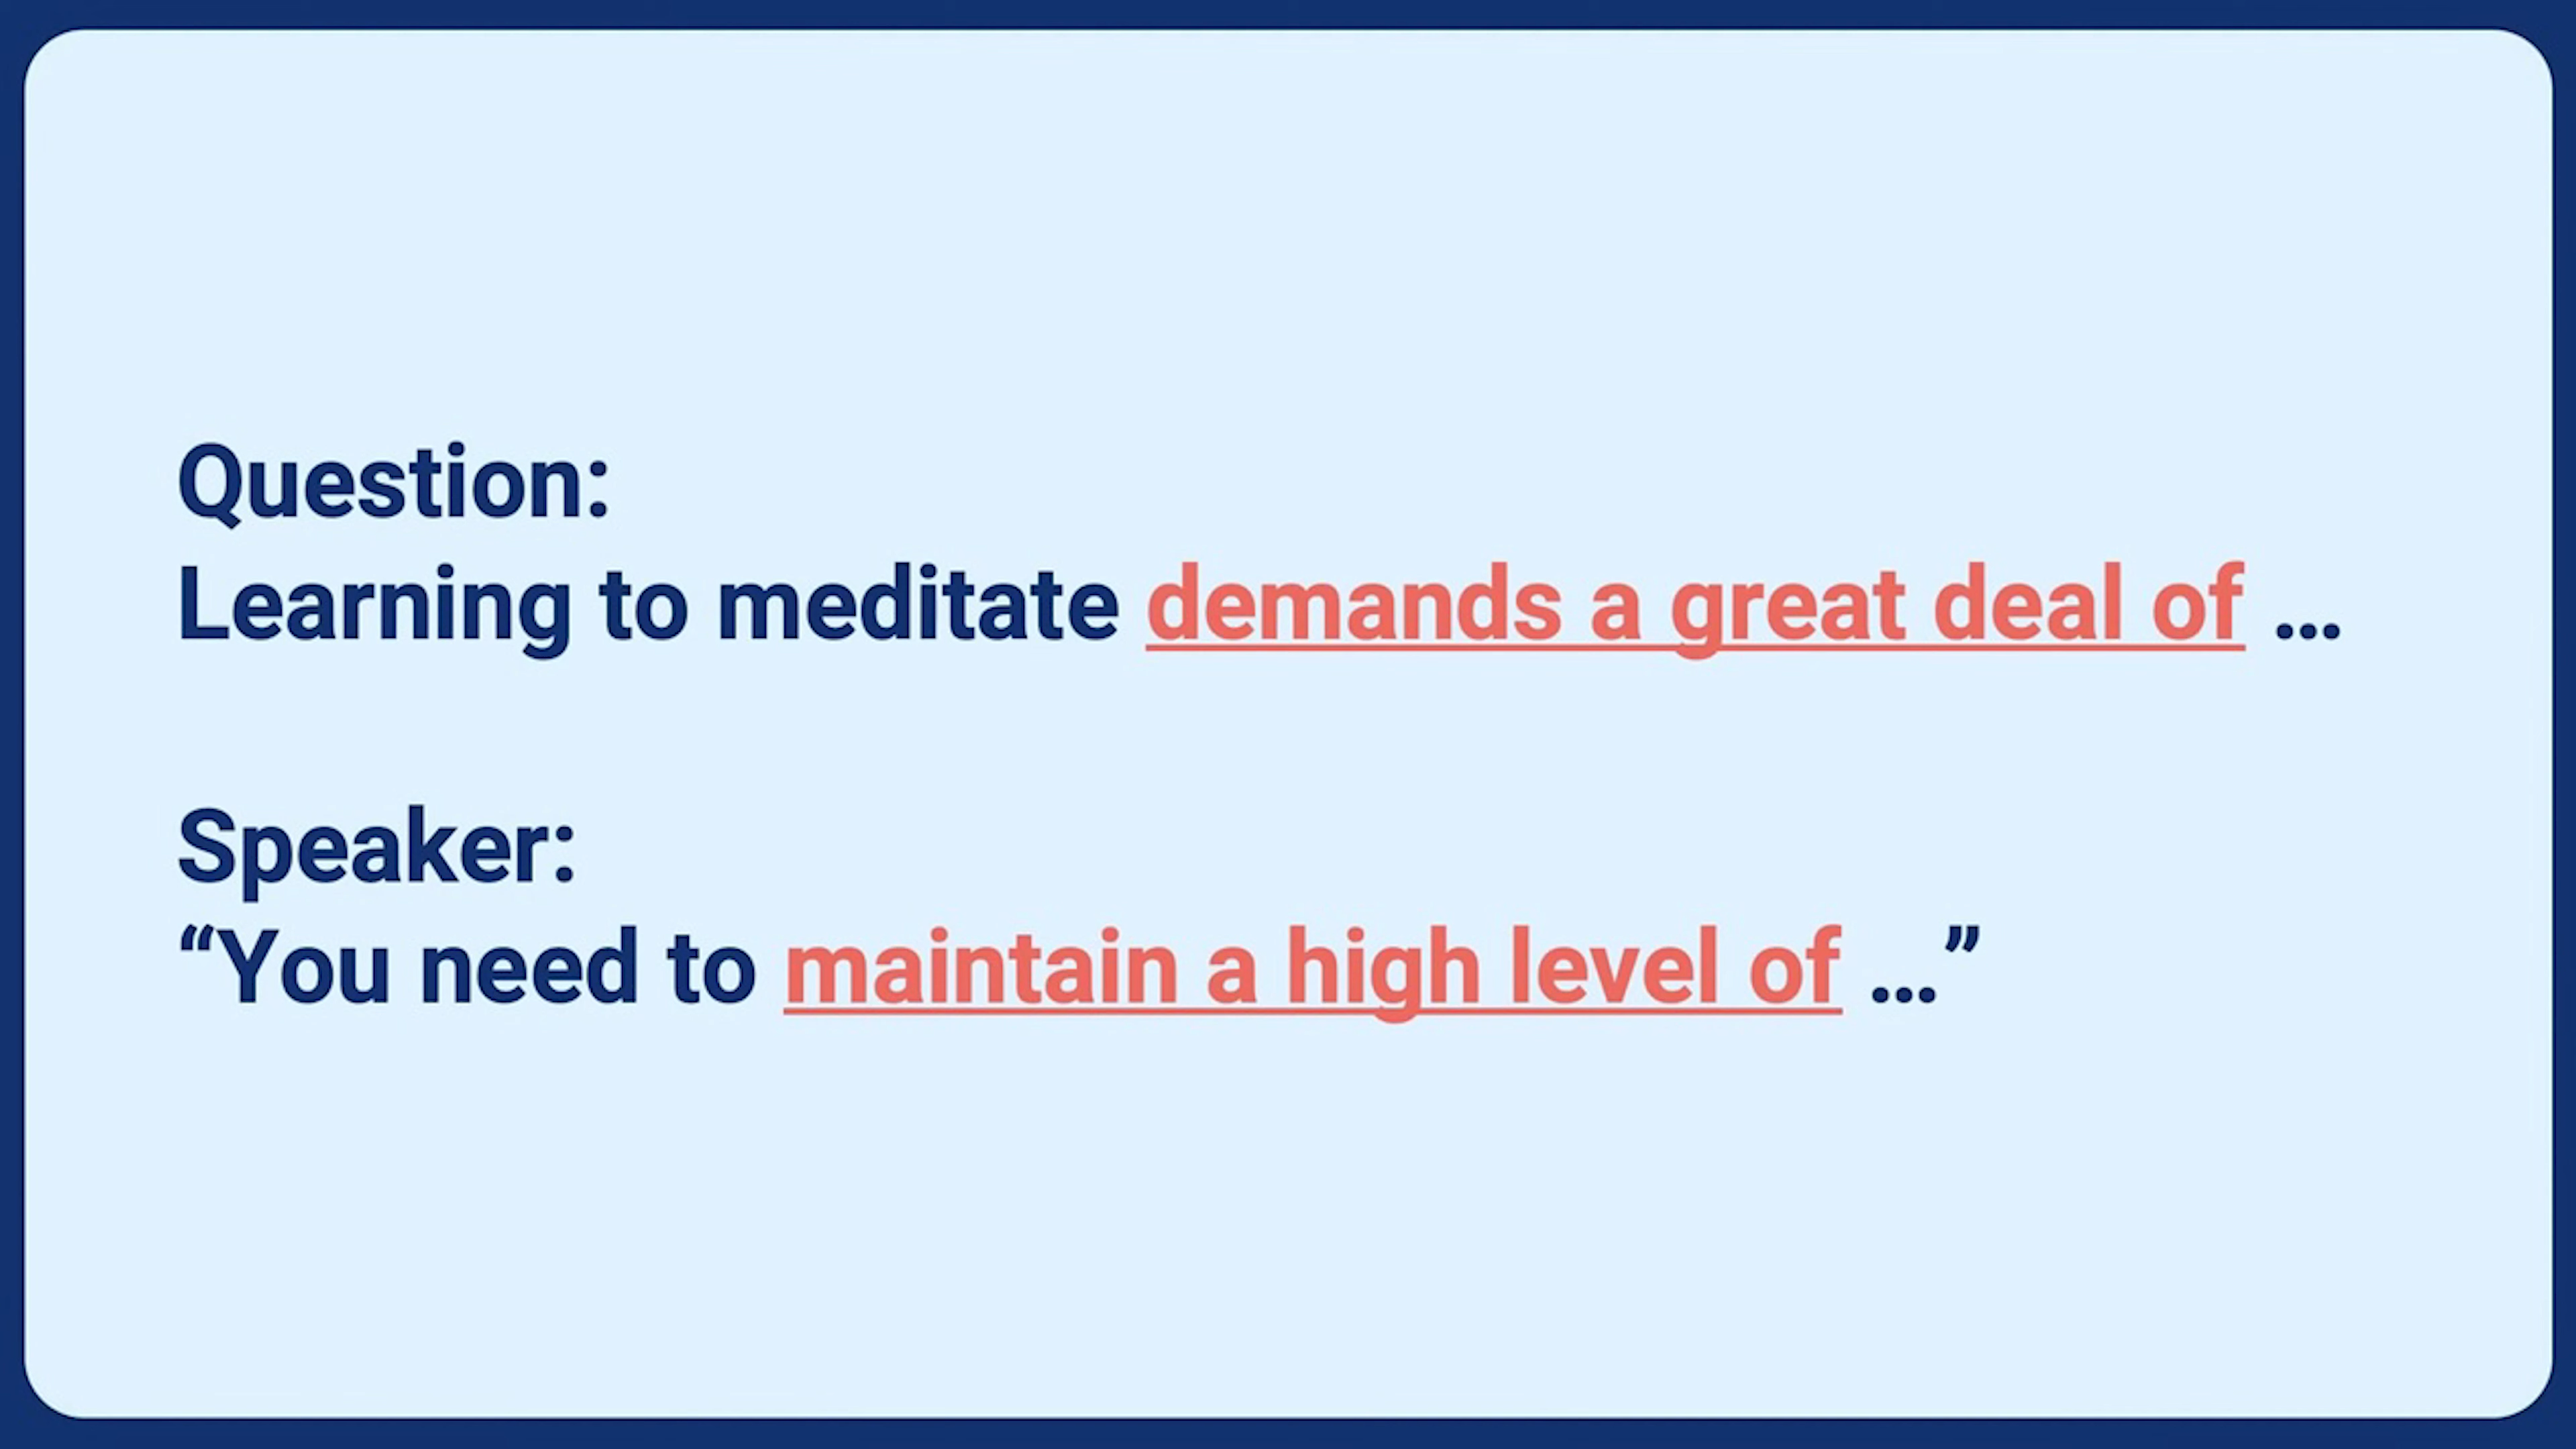 Question:
Learning to meditate demands a great deal of ...
Speaker:
“You need to maintain a high level of ...”